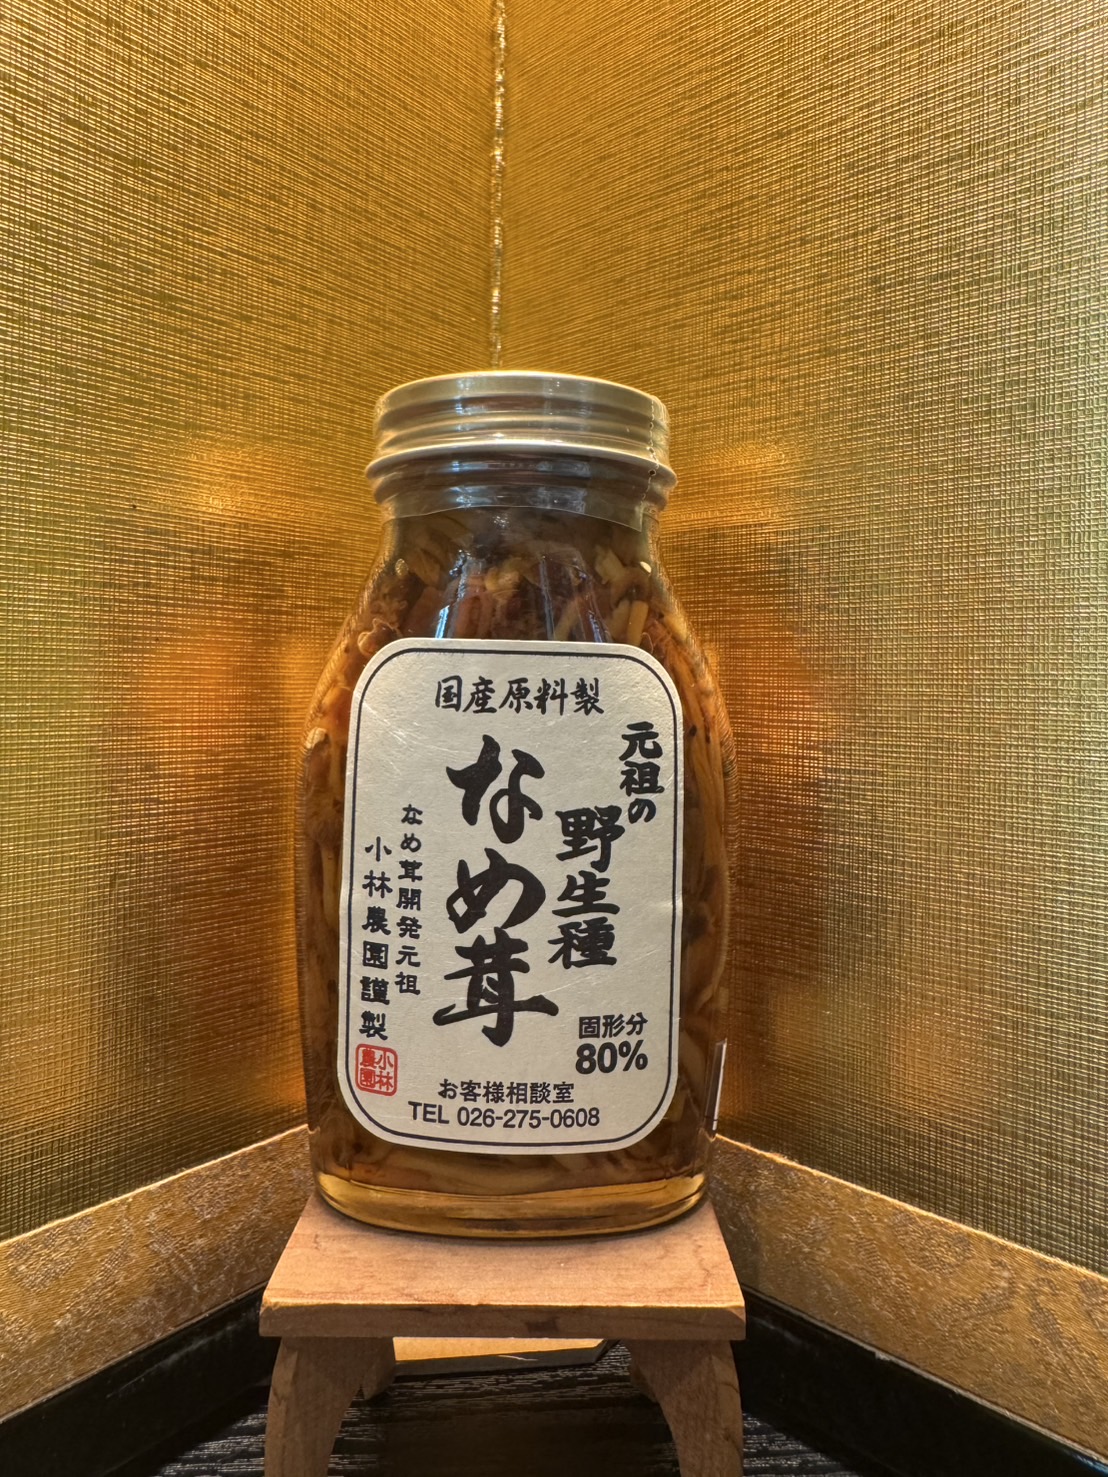 国産原料製
元祖の
野生種
なめ茸
なめ茸開発元祖
小林農園謹製
小林
農園
固形分
80%
お客様相談室
TEL 026-275-0608